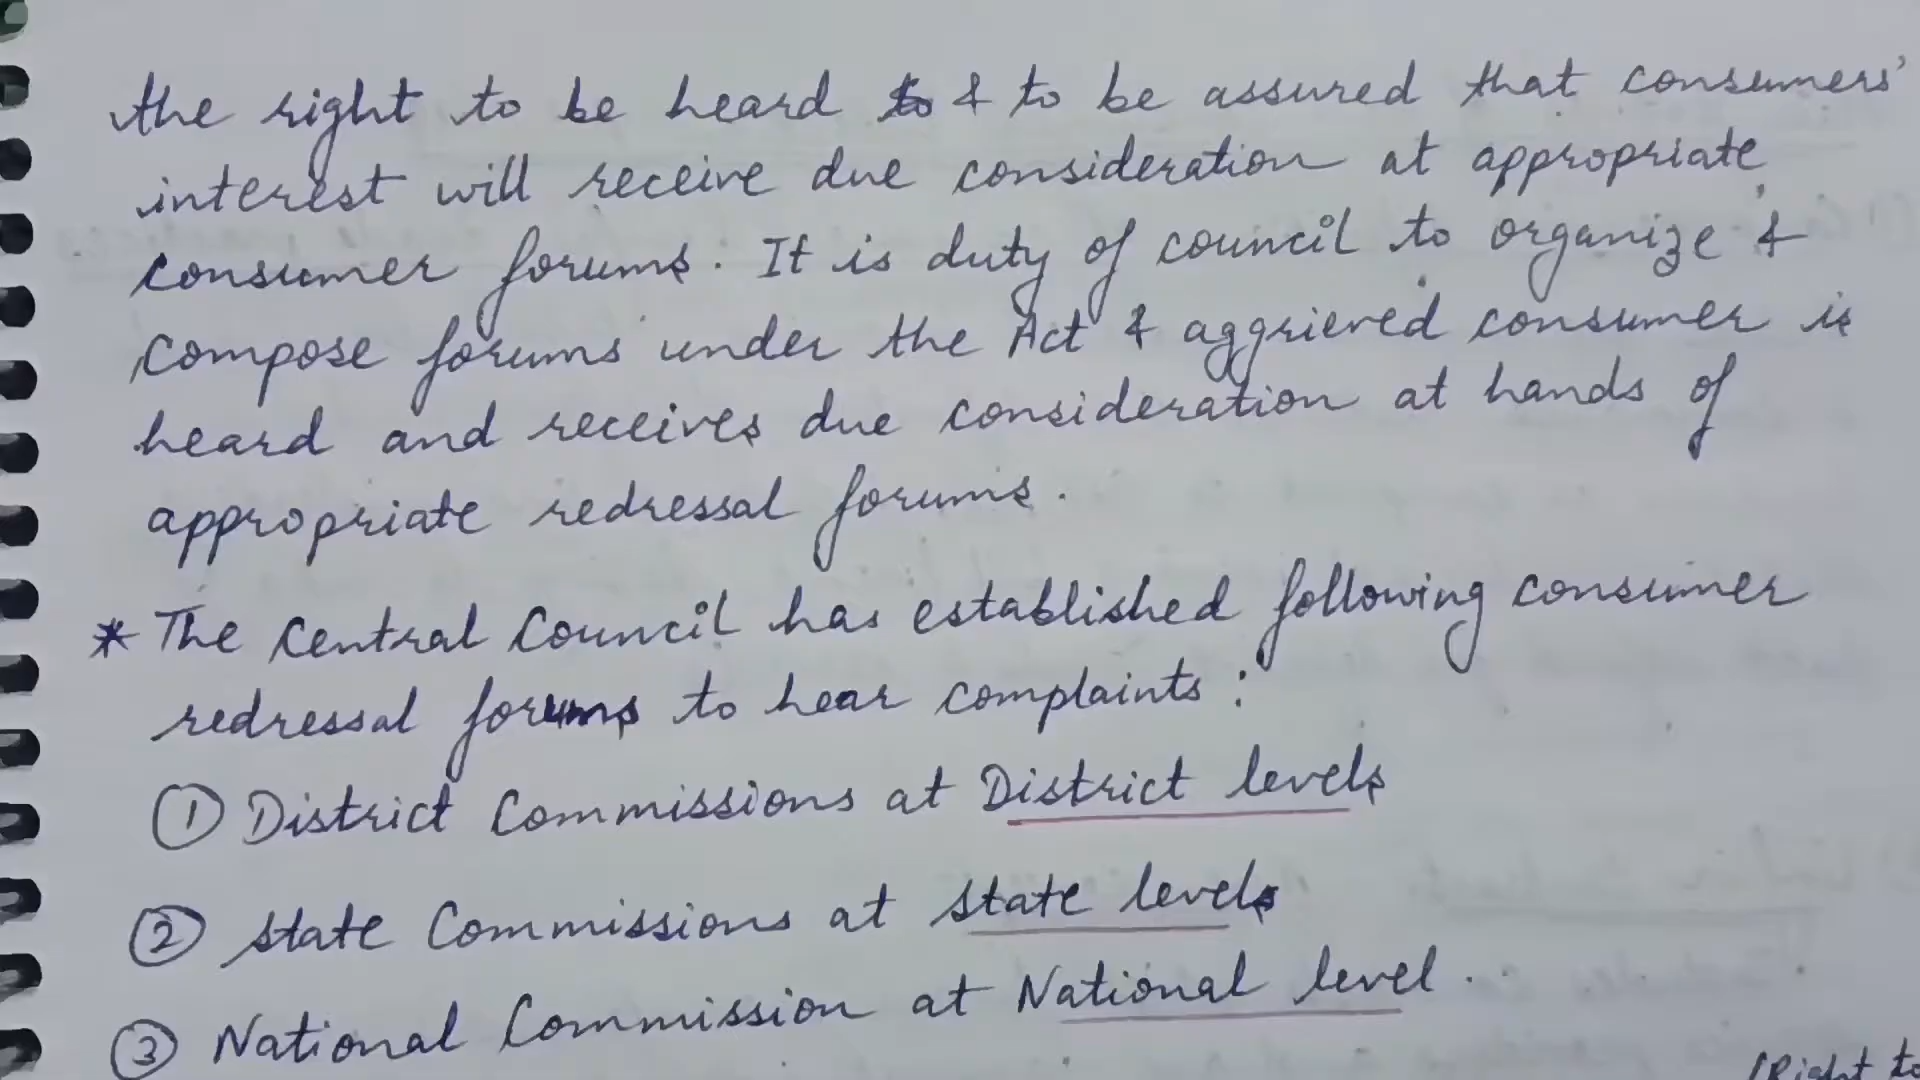 the right to be heard to & to be assured that consumers'
interest will receive due consideration at appropriate
consumer forums. It is duty of council to organize &
compose forums under the Act & aggrieved consumer is
heard and receives due consideration at hands of
appropriate redressal forums.
* The Central Council has established following consumer
redressal forums to hear complaints:
① District Commissions at District levels
② State Commissions at State levels
③ National Commission at National level.
(Right to